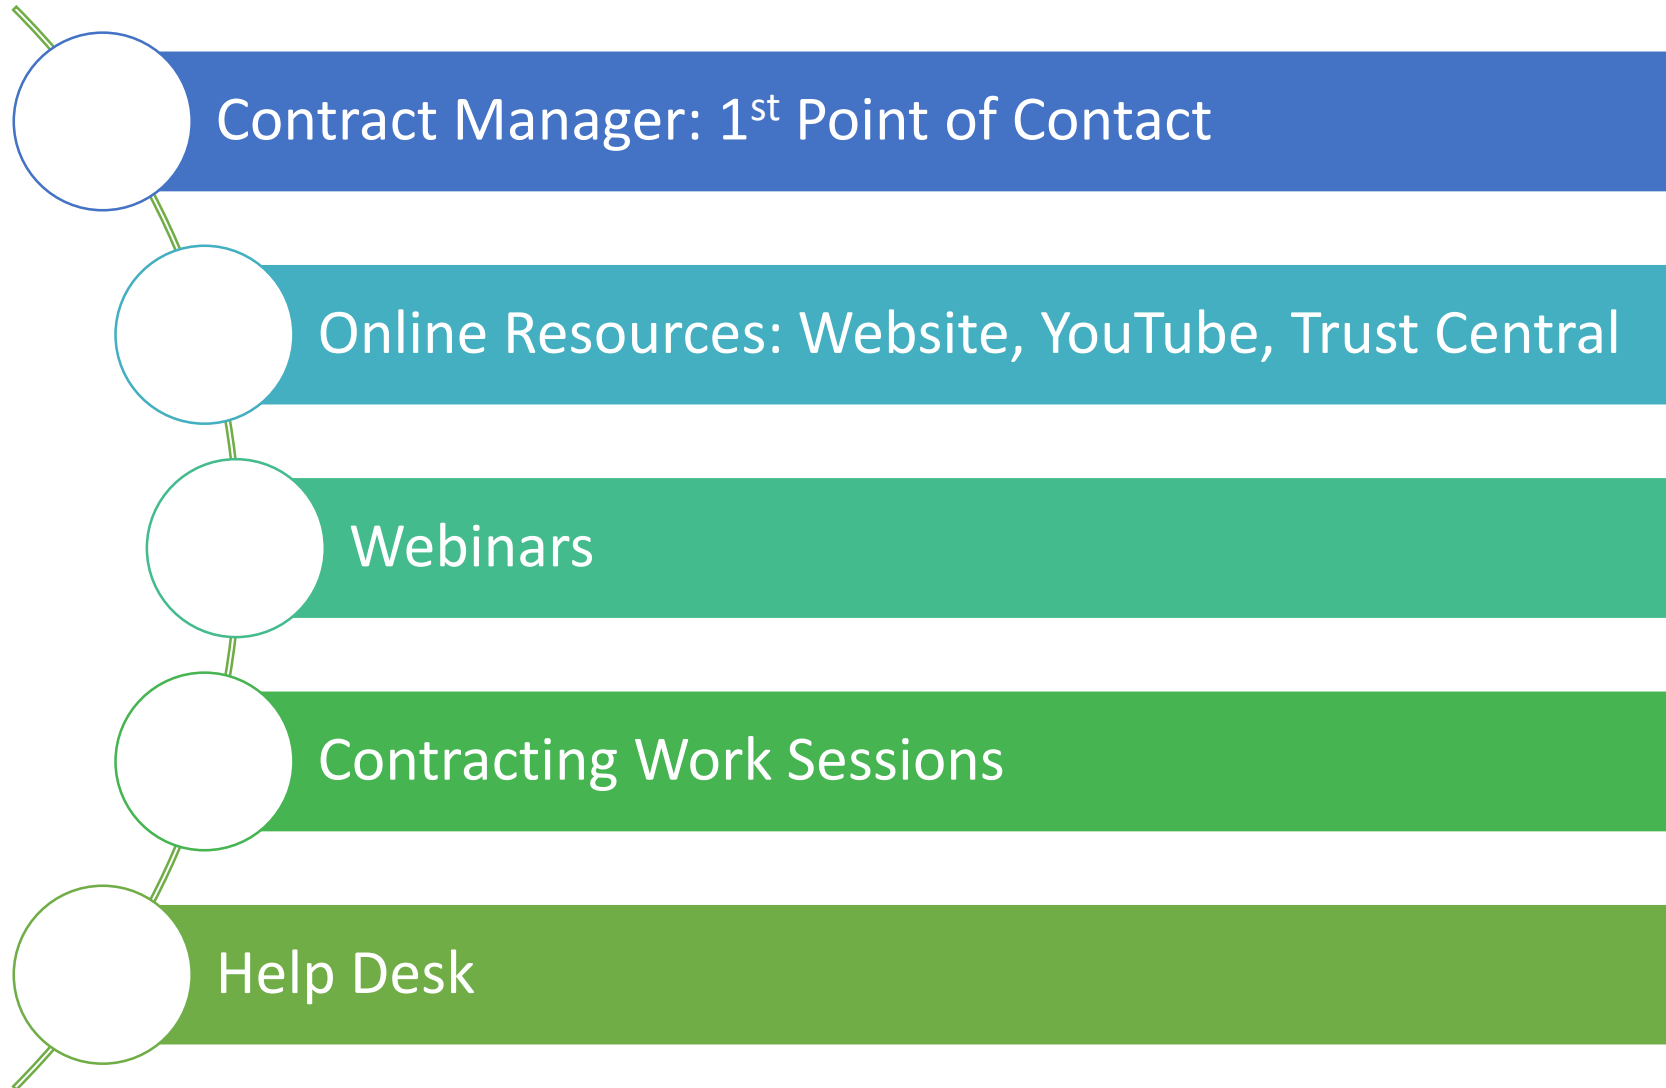 Contract Manager: 1st Point of Contact
Online Resources: Website, YouTube, Trust Central
Webinars
Contracting Work Sessions
Help Desk